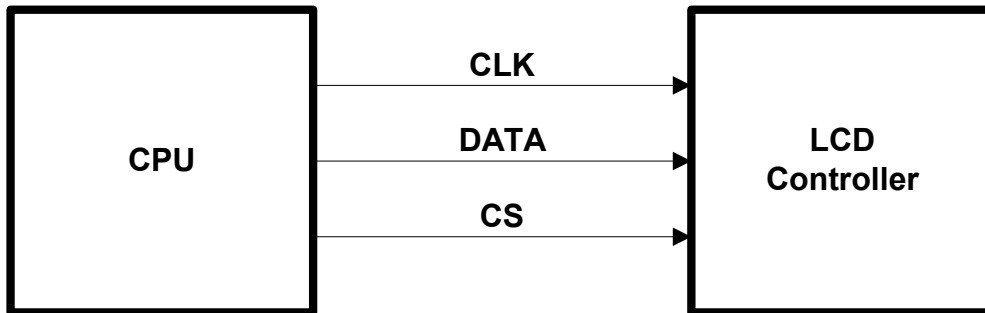 CLK
DATA
CS
CPU
LCD
Controller